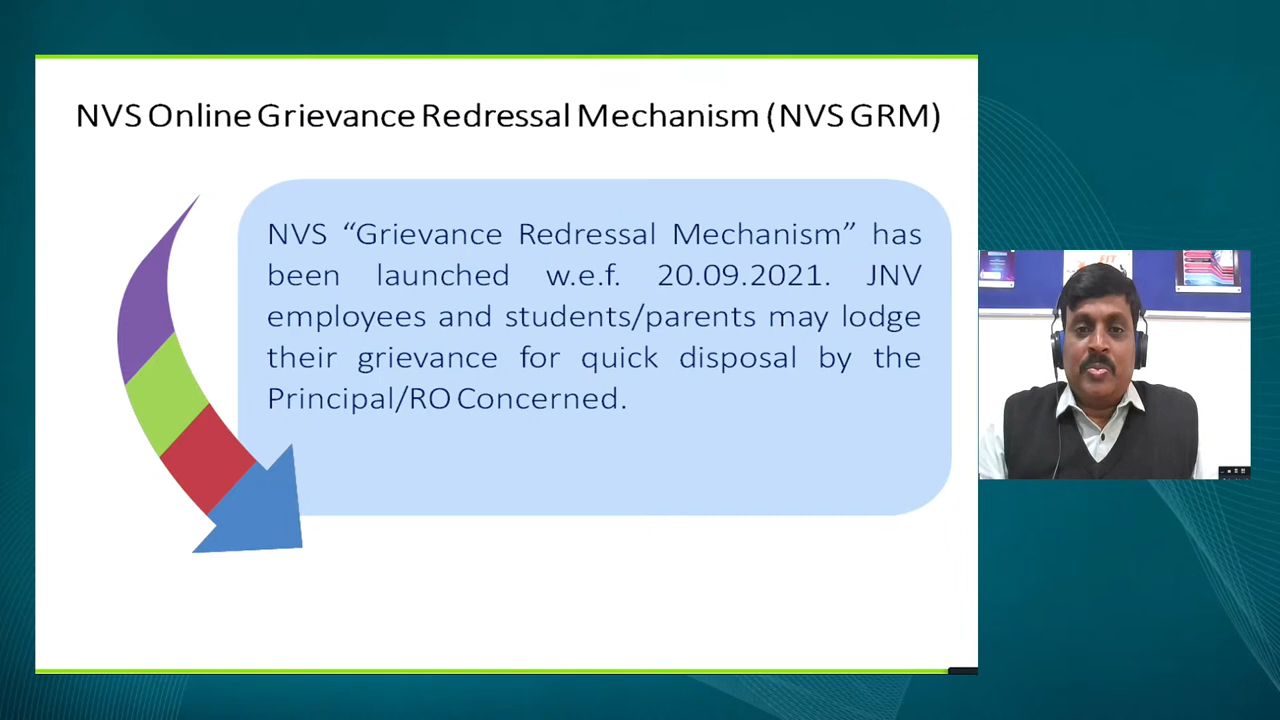 NVS Online Grievance Redressal Mechanism (NVS GRM)
NVS “Grievance Redressal Mechanism” has
been launched w.e.f. 20.09.2021. JNV
employees and students/parents may lodge
their grievance for quick disposal by the
Principal/RO Concerned.